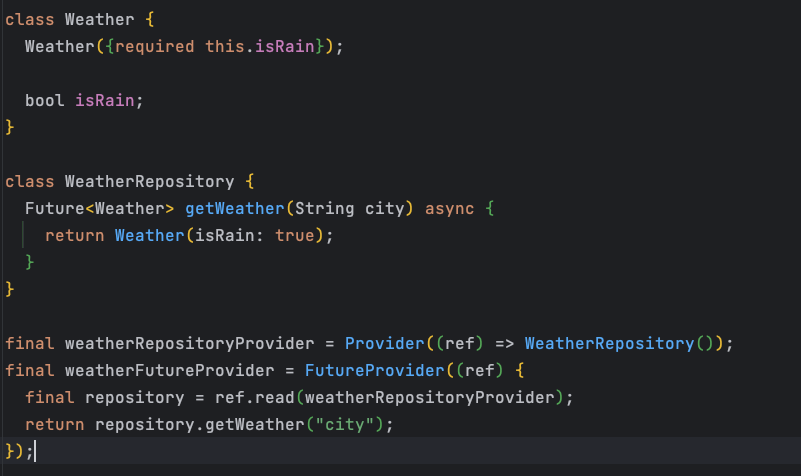 class Weather {
  Weather({required this.isRain});

  bool isRain;
}

class WeatherRepository {
  Future<Weather> getWeather(String city) async {
    return Weather(isRain: true);
  }
}

final weatherRepositoryProvider = Provider((ref) => WeatherRepository());
final weatherFutureProvider = FutureProvider((ref) {
  final repository = ref.read(weatherRepositoryProvider);
  return repository.getWeather("city");
});